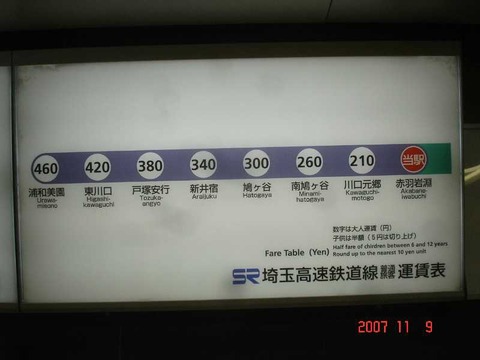 460 420 380 340 300 260 210 当駅
浦和美園 東川口 戸塚安行 新井宿 鳩ヶ谷 南鳩ヶ谷 川口元郷 赤羽岩淵
Urawa-misono Higashi-kawaguchi Tozuka-angyo Araijuku Hatogaya Minami-hatogaya Kawaguchi-motogo Akabane-iwabuchi
数字は大人運賃(円)
子供は半額(5円は切り上げ)
Fare Table (Yen) Half fare of children between 6 and 12 years
Round up to the nearest 10 yen unit
SR 埼玉高速鉄道線 運賃表
2007 11 9